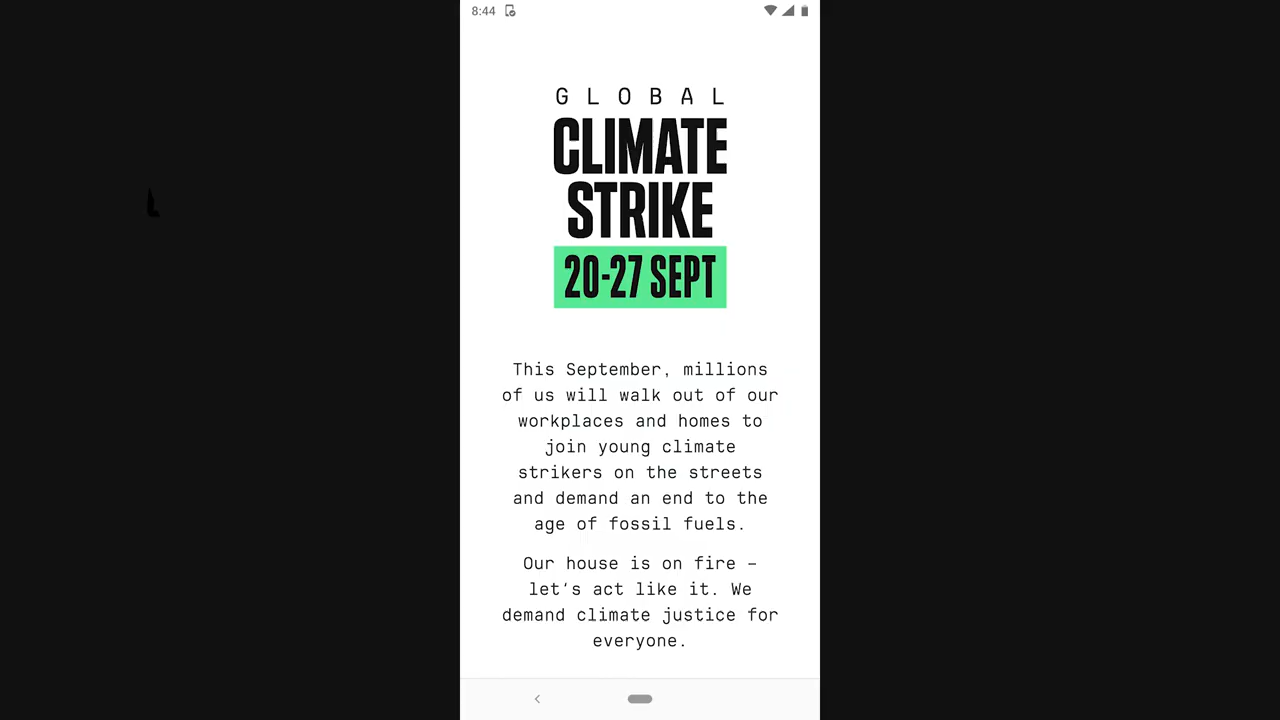 8:44
GLOBAL
CLIMATE
STRIKE
20-27 SEPT
This September, millions
of us will walk out of our
workplaces and homes to
join young climate
strikers on the streets
and demand an end to the
age of fossil fuels.
Our house is on fire –
let‘s act like it. We
demand climate justice for
everyone.